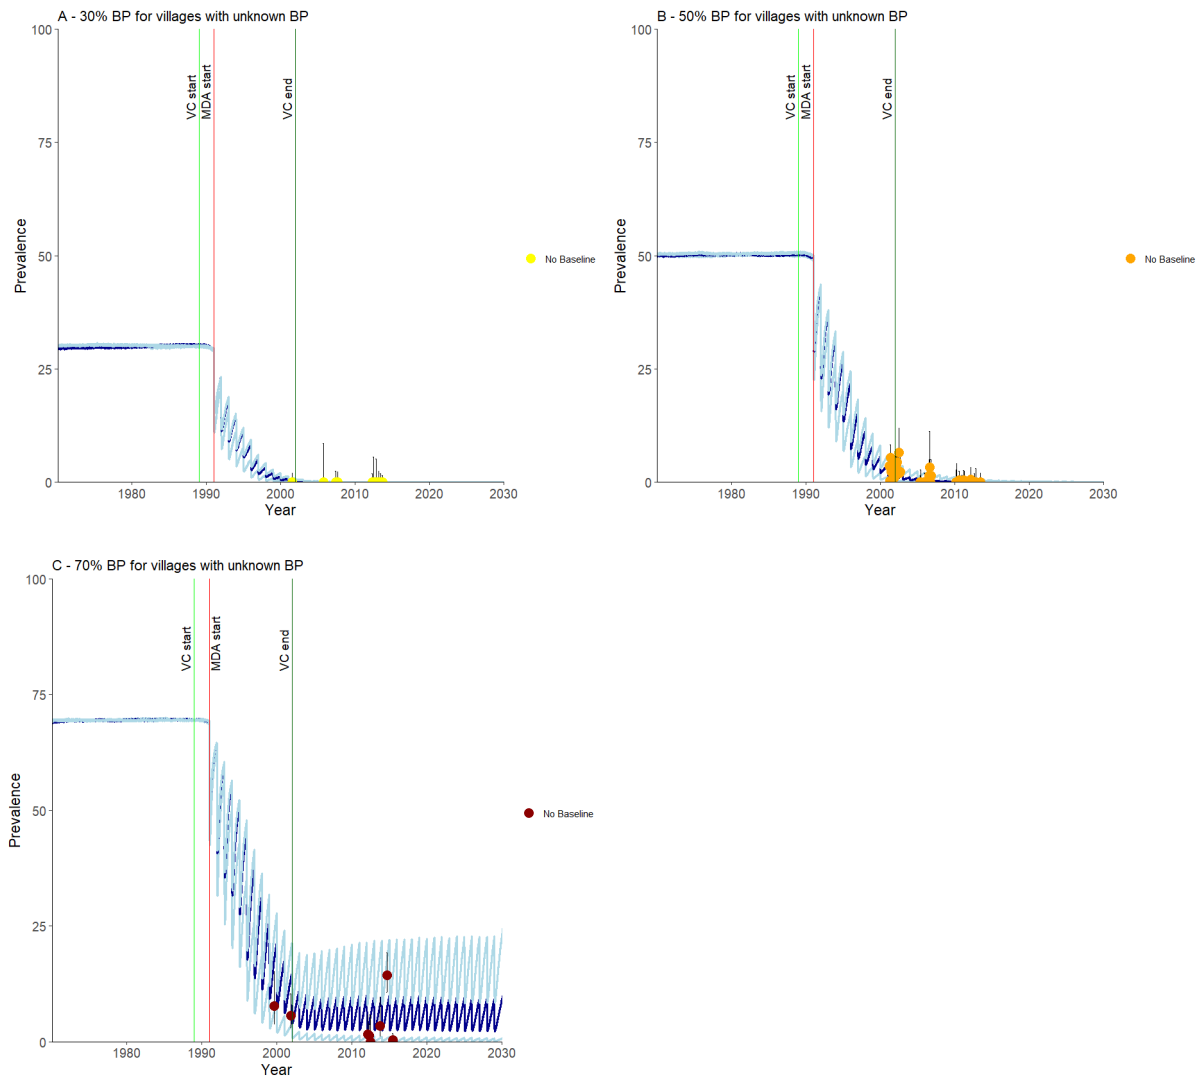 A - 30% BP for villages with unknown BP
100
75
50
25
0
Prevalence
VC start
MDA start
VC end
1980
1990
2000
2010
2020
2030
Year
No Baseline
B - 50% BP for villages with unknown BP
100
75
50
25
0
Prevalence
VC start
MDA start
VC end
1980
1990
2000
2010
2020
2030
Year
No Baseline
C - 70% BP for villages with unknown BP
100
75
50
25
0
Prevalence
VC start
MDA start
VC end
1980
1990
2000
2010
2020
2030
Year
No Baseline